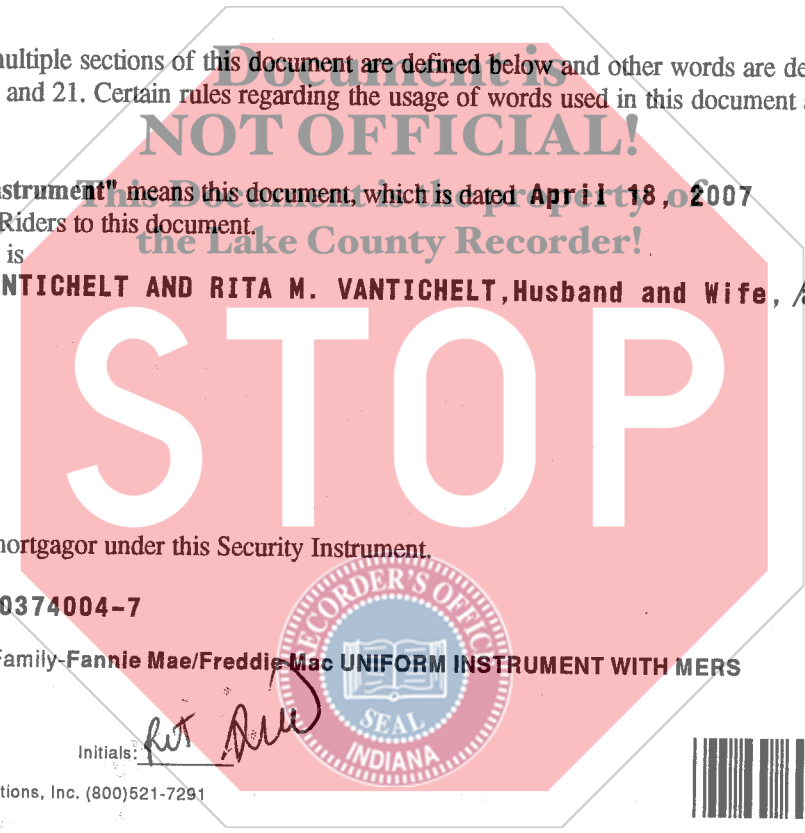 Document is
multiple sections of this document are defined below and other words are de
and 21. Certain rules regarding the usage of words used in this document
NOT OFFICIAL!
This Document is the property of
strument" means this document, which is dated April 18, 2007
Riders to this document.
the Lake County Recorder!
is
NTICHELT AND RITA M. VANTICHELT,Husband and Wife,
STOP
mortgagor under this Security Instrument.
RECORDER'S OFFICE
0374004-7
Family-Fannie Mae/Freddie Mac UNIFORM INSTRUMENT WITH MERS
SEAL
INDIANA
Initials:
tions, Inc. (800)521-7291